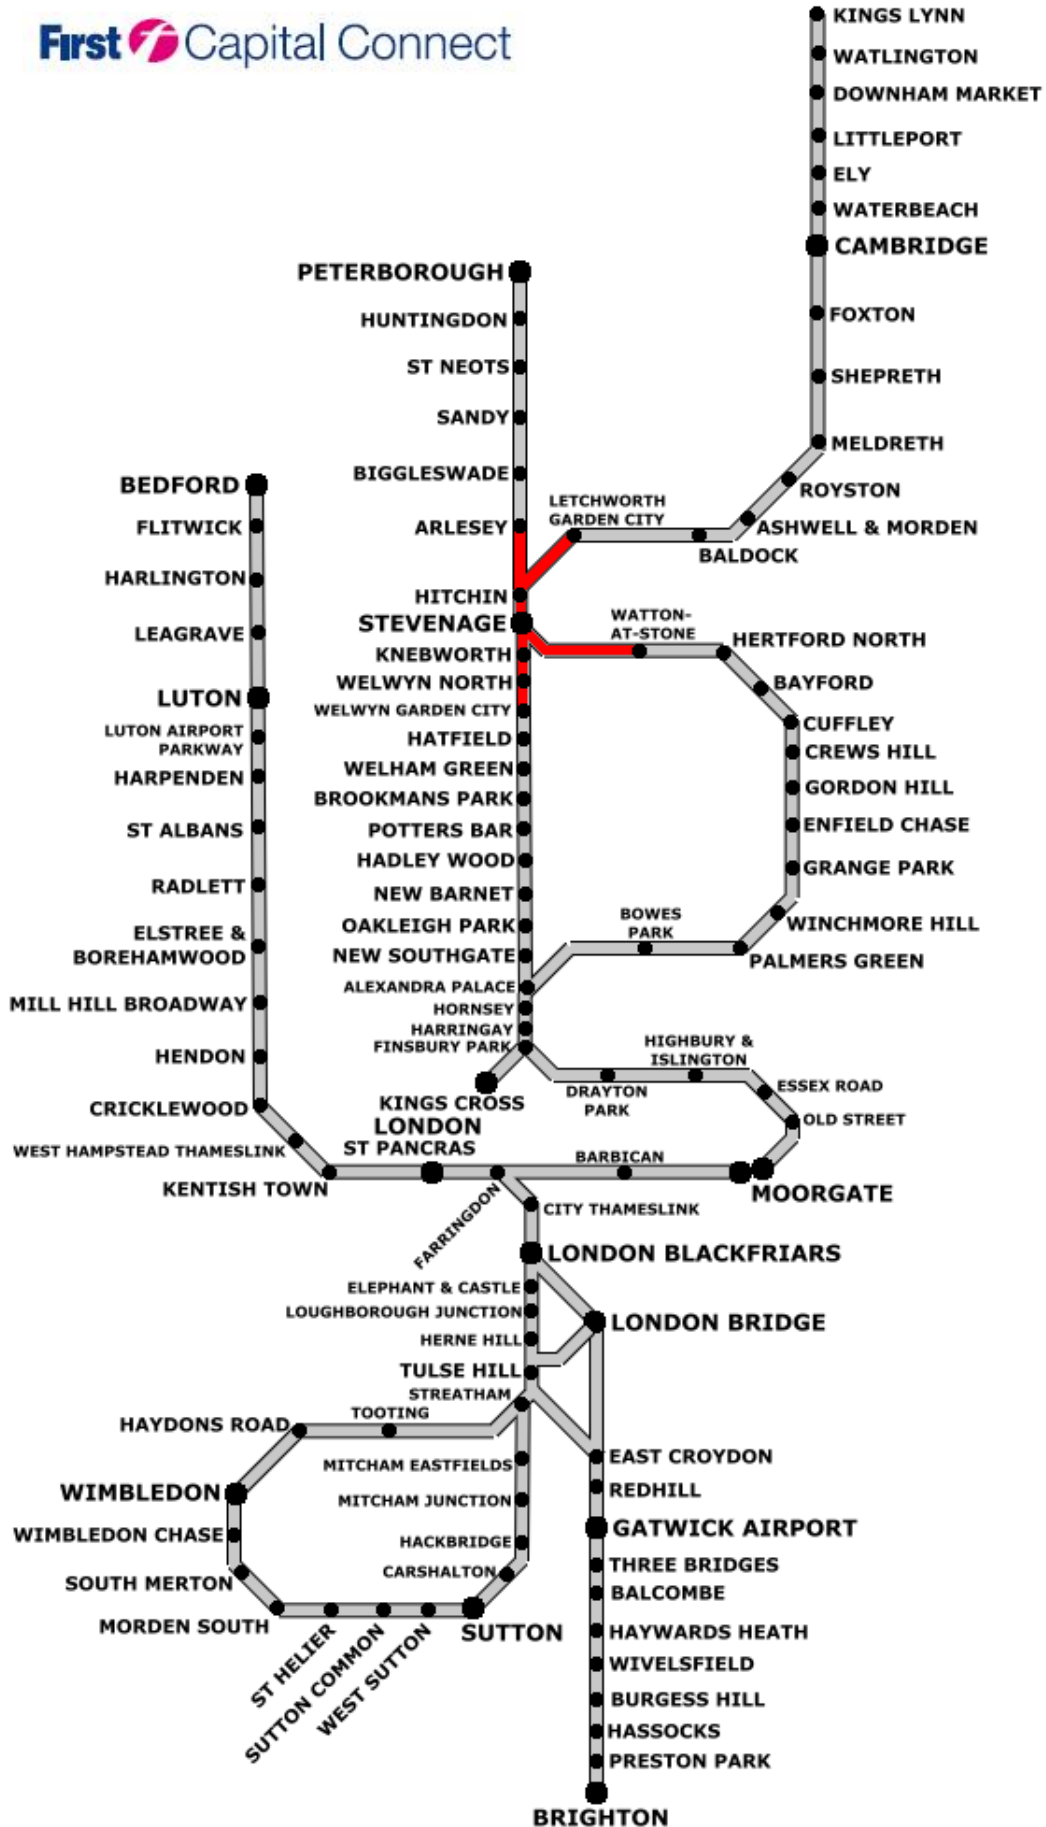 First Capital Connect
KINGS LYNN
WATLINGTON
DOWNHAM MARKET
LITTLEPORT
ELY
WATERBEACH
CAMBRIDGE
FOXTON
SHEPRETH
MELDRETH
ROYSTON
ASHWELL & MORDEN
BALDOCK
LETCHWORTH
GARDEN CITY
PETERBOROUGH
HUNTINGDON
ST NEOTS
SANDY
BIGGLESWADE
ARLESEY
HITCHIN
STEVENAGE
KNEBWORTH
WELWYN NORTH
WELWYN GARDEN CITY
HATFIELD
WELHAM GREEN
BROOKMANS PARK
POTTERS BAR
HADLEY WOOD
NEW BARNET
OAKLEIGH PARK
NEW SOUTHGATE
ALEXANDRA PALACE
HORNSEY
HARRINGAY
FINSBURY PARK
KINGS CROSS
LONDON
ST PANCRAS
WATTON-
AT-STONE
HERTFORD NORTH
BAYFORD
CUFFLEY
CREWS HILL
GORDON HILL
ENFIELD CHASE
GRANGE PARK
WINCHMORE HILL
PALMERS GREEN
BOWES
PARK
HIGHBURY &
ISLINGTON
DRAYTON
PARK
ESSEX ROAD
OLD STREET
MOORGATE
BARBICAN
BEDFORD
FLITWICK
HARLINGTON
LEAGRAVE
LUTON
LUTON AIRPORT
PARKWAY
HARPENDEN
ST ALBANS
RADLETT
ELSTREE &
BOREHAMWOOD
MILL HILL BROADWAY
HENDON
CRICKLEWOOD
WEST HAMPSTEAD THAMESLINK
KENTISH TOWN
FARRINGDON
CITY THAMESLINK
LONDON BLACKFRIARS
ELEPHANT & CASTLE
LOUGHBOROUGH JUNCTION
HERNE HILL
TULSE HILL
STREATHAM
LONDON BRIDGE
TOOTING
HAYDONS ROAD
WIMBLEDON
WIMBLEDON CHASE
SOUTH MERTON
MORDEN SOUTH
ST HELIER
SUTTON COMMON
WEST SUTTON
SUTTON
CARSHALTON
HACKBRIDGE
MITCHAM JUNCTION
MITCHAM EASTFIELDS
EAST CROYDON
REDHILL
GATWICK AIRPORT
THREE BRIDGES
BALCOMBE
HAYWARDS HEATH
WIVELSFIELD
BURGESS HILL
HASSOCKS
PRESTON PARK
BRIGHTON